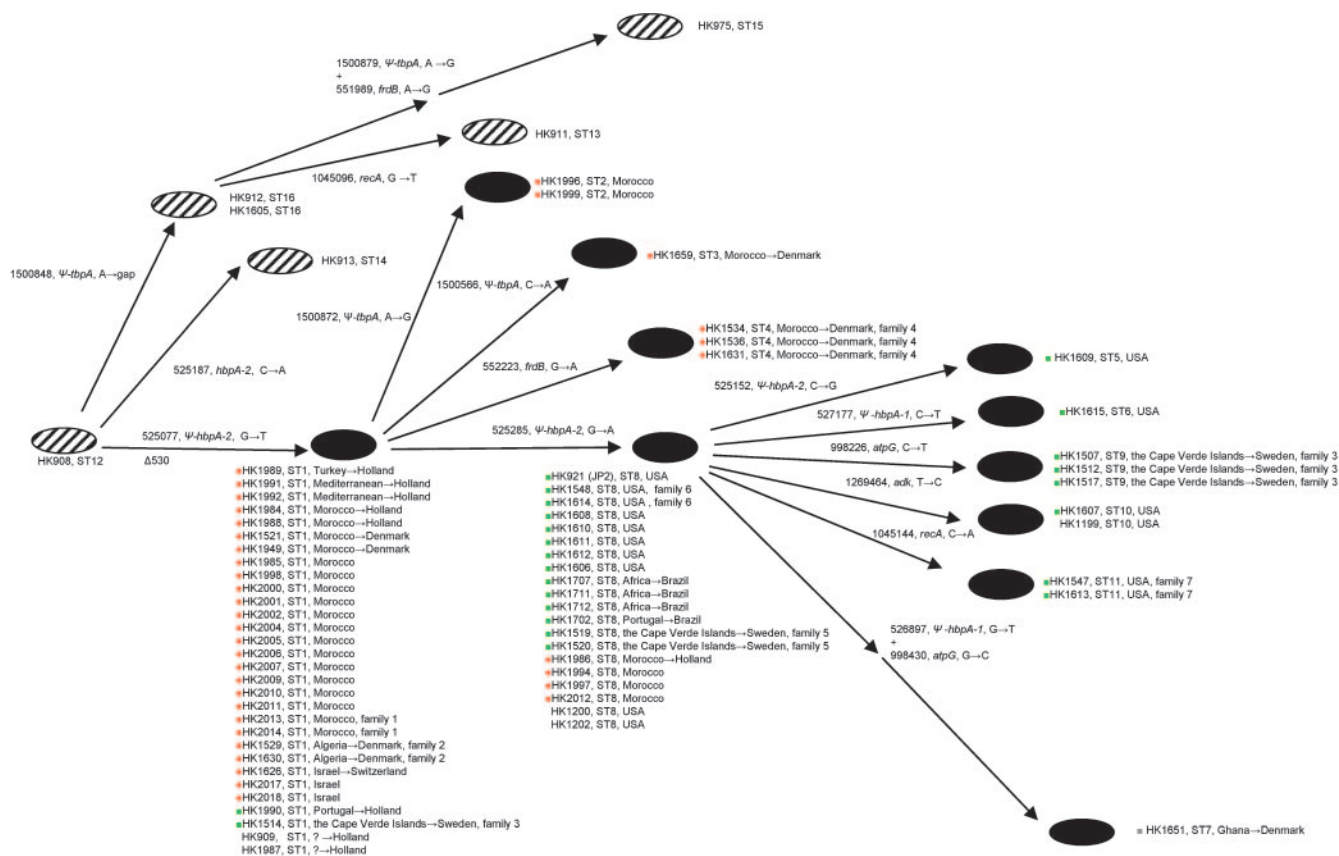 HK975, ST15
1500879, Ψ-tbpA, A→G
+
551989, frdB, A→G
HK911, ST13
1045096, recA, G→T
HK912, ST16
HK1605, ST16
HK1996, ST2, Morocco
HK1999, ST2, Morocco
HK913, ST14
HK1659, ST3, Morocco→Denmark
1500848, Ψ-tbpA, A→gap
1500566, Ψ-tbpA, C→A
1500872, Ψ-tbpA, A→G
HK1534, ST4, Morocco→Denmark, family 4
HK1536, ST4, Morocco→Denmark, family 4
HK1631, ST4, Morocco→Denmark, family 4
525187, hbpA-2, C→A
552223, frdB, G→A
525152, Ψ-hbpA-2, C→G
HK1609, ST5, USA
527177, Ψ-hbpA-1, C→T
HK1615, ST6, USA
HK908, ST12
525077, Ψ-hbpA-2, G→T
Δ530
525285, Ψ-hbpA-2, G→A
998226, atpG, C→T
HK1507, ST9, the Cape Verde Islands→Sweden, family 3
HK1512, ST9, the Cape Verde Islands→Sweden, family 3
HK1517, ST9, the Cape Verde Islands→Sweden, family 3
1269464, adk, T→C
HK1607, ST10, USA
HK1199, ST10, USA
1045144, recA, C→A
HK1547, ST11, USA, family 7
HK1613, ST11, USA, family 7
HK1989, ST1, Turkey→Holland
HK1991, ST1, Mediterranean→Holland
HK1992, ST1, Mediterranean→Holland
HK1984, ST1, Morocco→Holland
HK1988, ST1, Morocco→Holland
HK1521, ST1, Morocco→Denmark
HK1949, ST1, Morocco→Denmark
HK1985, ST1, Morocco
HK1998, ST1, Morocco
HK2000, ST1, Morocco
HK2001, ST1, Morocco
HK2002, ST1, Morocco
HK2004, ST1, Morocco
HK2005, ST1, Morocco
HK2006, ST1, Morocco
HK2007, ST1, Morocco
HK2009, ST1, Morocco
HK2010, ST1, Morocco
HK2011, ST1, Morocco
HK2013, ST1, Morocco, family 1
HK2014, ST1, Morocco, family 1
HK1529, ST1, Algeria→Denmark, family 2
HK1630, ST1, Algeria→Denmark, family 2
HK1626, ST1, Israel→Switzerland
HK2017, ST1, Israel
HK2018, ST1, Israel
HK1990, ST1, Portugal→Holland
HK1514, ST1, the Cape Verde Islands→Sweden, family 3
HK909, ST1, ? →Holland
HK1987, ST1, ?→Holland
HK921 (JP2), ST8, USA
HK1548, ST8, USA, family 6
HK1614, ST8, USA , family 6
HK1608, ST8, USA
HK1610, ST8, USA
HK1611, ST8, USA
HK1612, ST8, USA
HK1606, ST8, USA
HK1707, ST8, Africa→Brazil
HK1711, ST8, Africa→Brazil
HK1712, ST8, Africa→Brazil
HK1702, ST8, Portugal→Brazil
HK1519, ST8, the Cape Verde Islands→Sweden, family 5
HK1520, ST8, the Cape Verde Islands→Sweden, family 5
HK1986, ST8, Morocco→Holland
HK1994, ST8, Morocco
HK1997, ST8, Morocco
HK2012, ST8, Morocco
HK1200, ST8, USA
HK1202, ST8, USA
526897, Ψ-hbpA-1, G→T
+
998430, atpG, G→C
HK1651, ST7, Ghana→Denmark